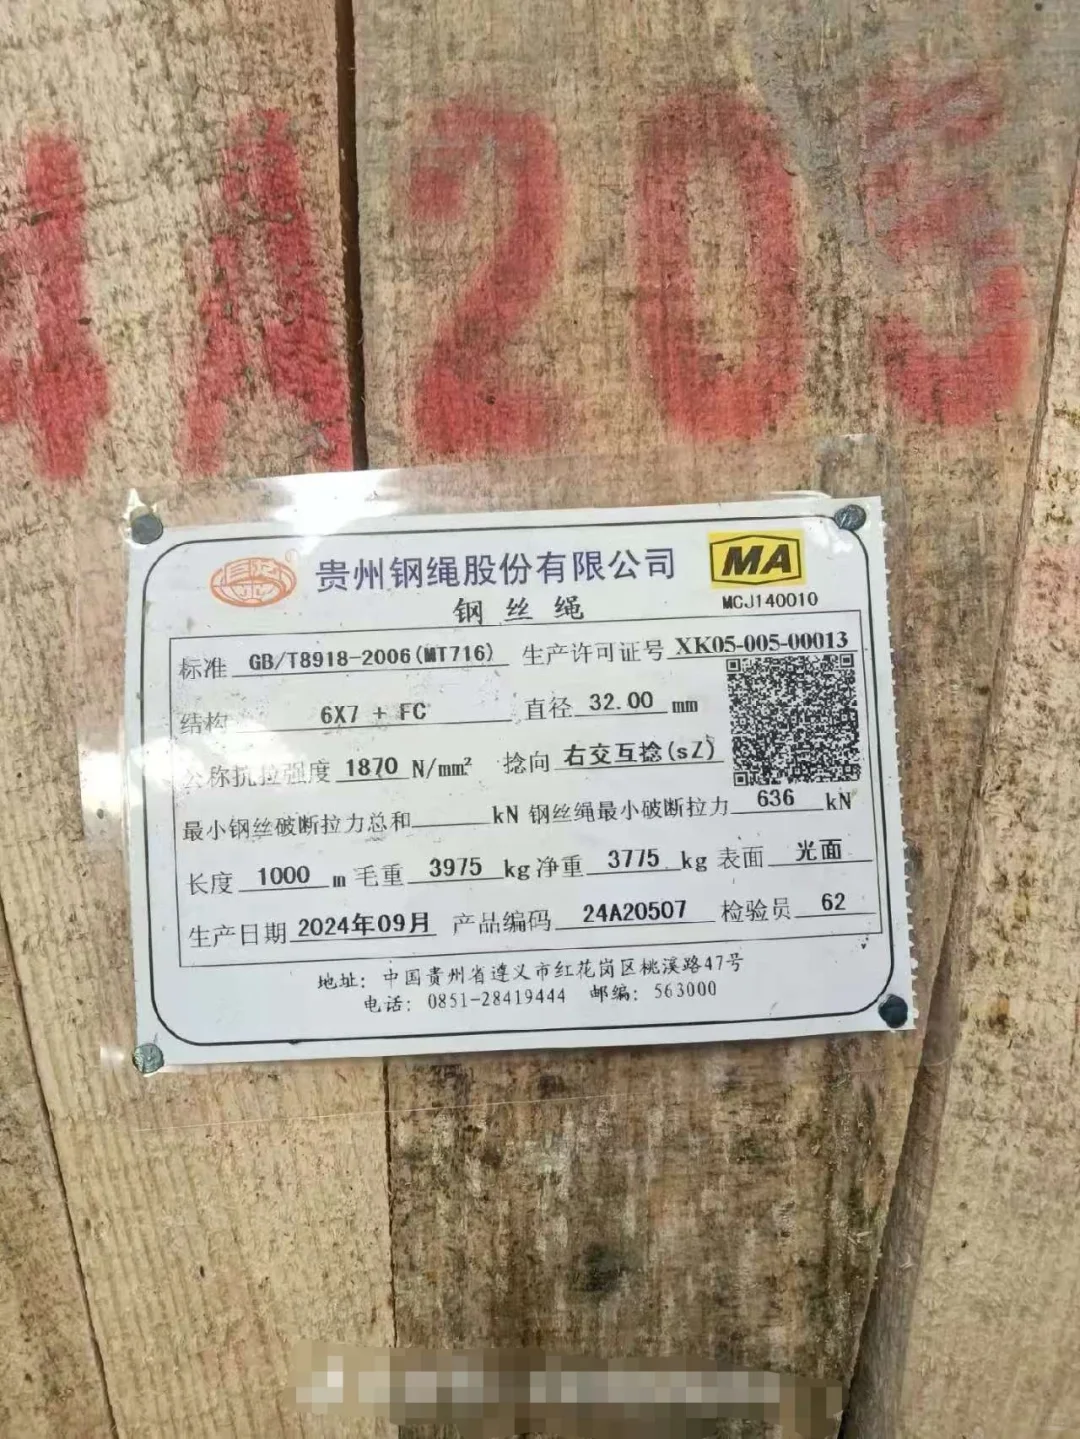 4A205
贵州钢绳股份有限公司
MA
MCJ140010
钢丝绳
标准 GB/T8918-2006(MT716) 生产许可证号 XK05-005-00013
结构 6X7 + FC 直径 32.00 mm
公称抗拉强度 1870 N/mm² 捻向 右交互捻(sZ)
最小钢丝破断拉力总和 kN 钢丝绳最小破断拉力 636 kN
长度 1000 m 毛重 3975 kg 净重 3775 kg 表面 光面
生产日期 2024年09月 产品编码 24A20507 检验员 62
地址: 中国贵州省遵义市红花岗区桃溪路47号
电话: 0851-28419444 邮编: 563000